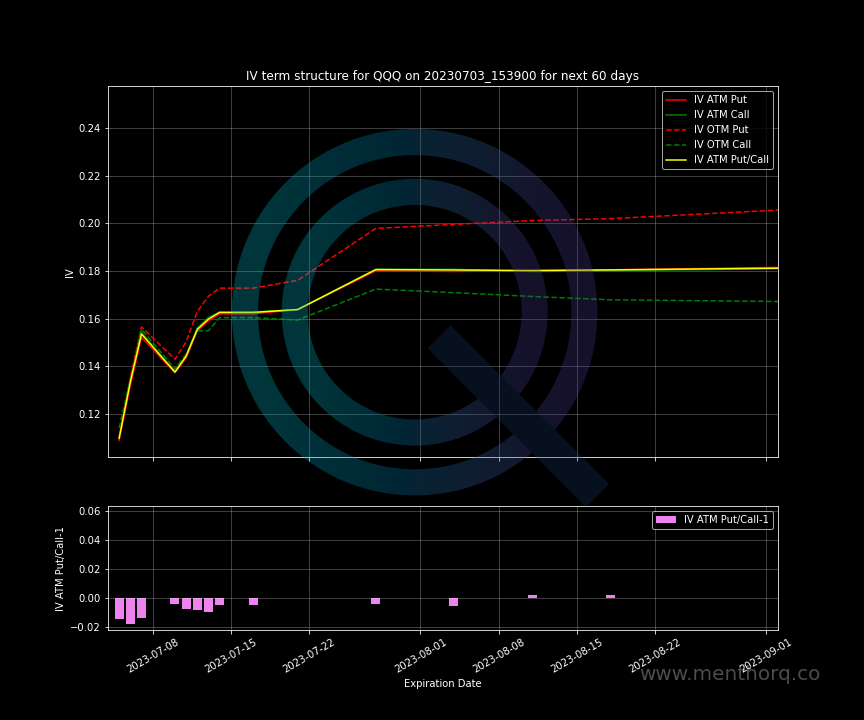 IV term structure for QQQ on 20230703_153900 for next 60 days
IV ATM Put
IV ATM Call
IV OTM Put
IV OTM Call
IV ATM Put/Call
0.24
0.22
0.20
0.18
0.16
0.14
0.12
IV
IV ATM Put/Call-1
0.06
0.04
0.02
0.00
−0.02
IV ATM Put/Call-1
2023-07-08
2023-07-15
2023-07-22
2023-08-01
2023-08-08
2023-08-15
2023-08-22
2023-09-01
Expiration Date
www.menthorq.co